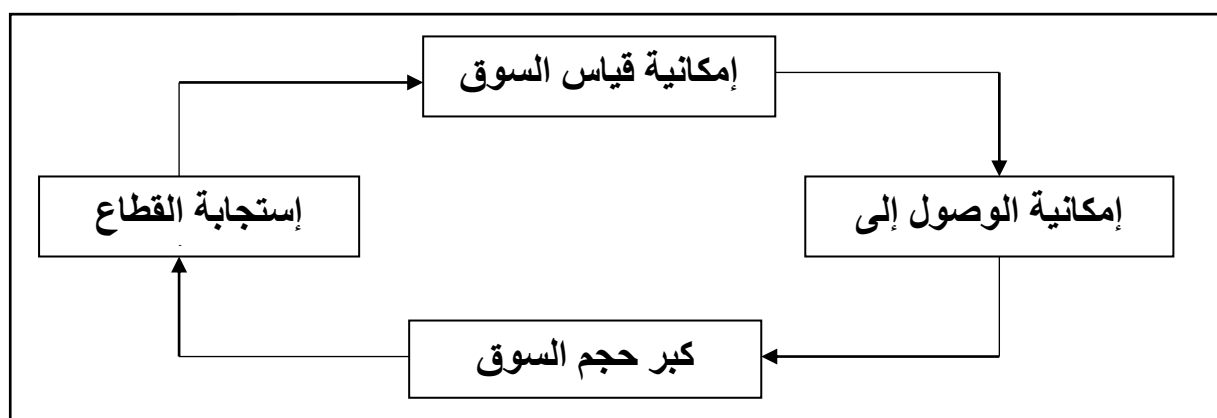 إمكانية قياس السوق
إمكانية الوصول إلى
كبر حجم السوق
إستجابة القطاع